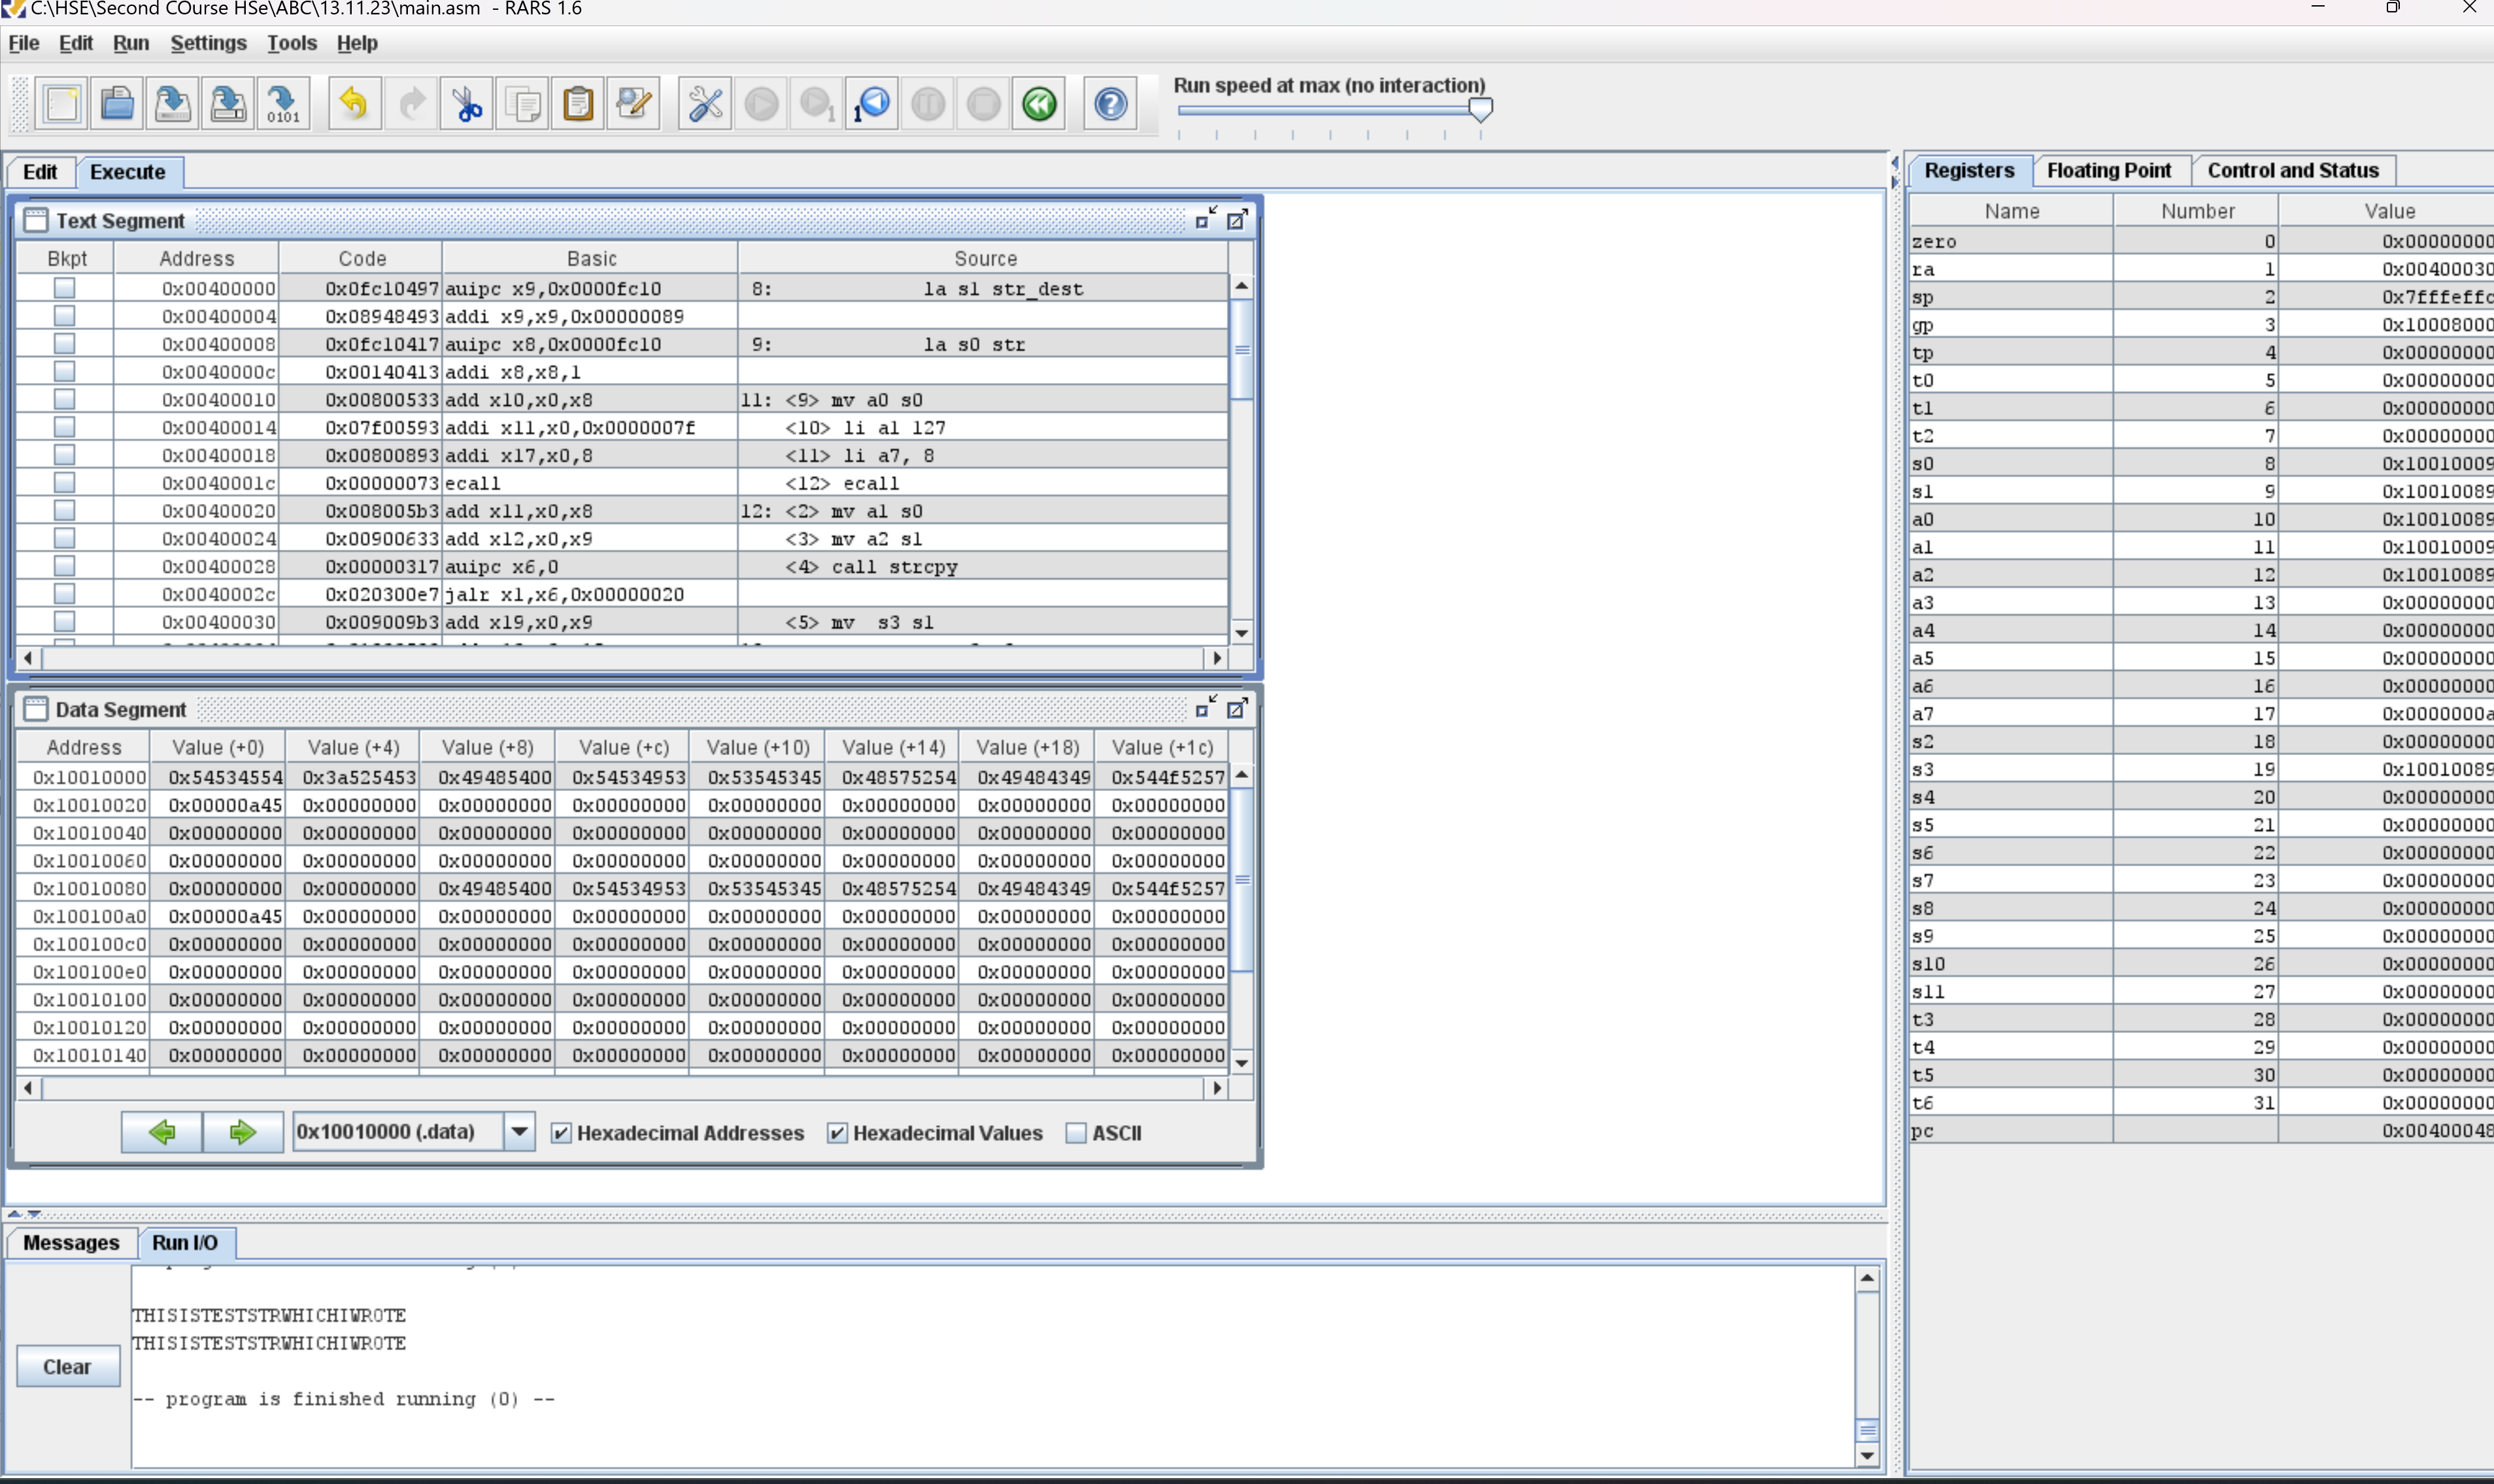 C:\HSE\Second COurse HSe\ABC\13.11.23\main.asm - RARS 1.6
File Edit Run Settings Tools Help
Run speed at max (no interaction)
0101 1 1
Edit Execute
Text Segment
Bkpt Address Code Basic Source
0x00400000 0x0fc10497 auipc x9,0x0000fc10 8: la s1 str_dest
0x00400004 0x08948493 addi x9,x9,0x00000089
0x00400008 0x0fc10417 auipc x8,0x0000fc10 9: la s0 str
0x0040000c 0x00140413 addi x8,x8,1
0x00400010 0x00800533 add x10,x0,x8 11: <9> mv a0 s0
0x00400014 0x07f00593 addi x11,x0,0x0000007f <10> li a1 127
0x00400018 0x00800893 addi x17,x0,8 <11> li a7, 8
0x0040001c 0x00000073 ecall <12> ecall
0x00400020 0x008005b3 add x11,x0,x8 12: <2> mv a1 s0
0x00400024 0x00900633 add x12,x0,x9 <3> mv a2 s1
0x00400028 0x00000317 auipc x6,0 <4> call strcpy
0x0040002c 0x020300e7 jalr x1,x6,0x00000020
0x00400030 0x009009b3 add x19,x0,x9 <5> mv s3 s1
Data Segment
Address Value (+0) Value (+4) Value (+8) Value (+c) Value (+10) Value (+14) Value (+18) Value (+1c)
0x10010000 0x54534554 0x3a525453 0x49485400 0x54534953 0x53545345 0x48575254 0x49484349 0x544f5257
0x10010020 0x00000a45 0x00000000 0x00000000 0x00000000 0x00000000 0x00000000 0x00000000 0x00000000
0x10010040 0x00000000 0x00000000 0x00000000 0x00000000 0x00000000 0x00000000 0x00000000 0x00000000
0x10010060 0x00000000 0x00000000 0x00000000 0x00000000 0x00000000 0x00000000 0x00000000 0x00000000
0x10010080 0x00000000 0x00000000 0x49485400 0x54534953 0x53545345 0x48575254 0x49484349 0x544f5257
0x100100a0 0x00000a45 0x00000000 0x00000000 0x00000000 0x00000000 0x00000000 0x00000000 0x00000000
0x100100c0 0x00000000 0x00000000 0x00000000 0x00000000 0x00000000 0x00000000 0x00000000 0x00000000
0x100100e0 0x00000000 0x00000000 0x00000000 0x00000000 0x00000000 0x00000000 0x00000000 0x00000000
0x10010100 0x00000000 0x00000000 0x00000000 0x00000000 0x00000000 0x00000000 0x00000000 0x00000000
0x10010120 0x00000000 0x00000000 0x00000000 0x00000000 0x00000000 0x00000000 0x00000000 0x00000000
0x10010140 0x00000000 0x00000000 0x00000000 0x00000000 0x00000000 0x00000000 0x00000000 0x00000000
0x10010000 (.data) Hexadecimal Addresses Hexadecimal Values ASCII
Messages Run I/O
THISISTESTSTRWHICHIWROTE
THISISTESTSTRWHICHIWROTE
Clear
-- program is finished running (0) --
Registers Floating Point Control and Status
Name Number Value
zero 0 0x00000000
ra 1 0x00400030
sp 2 0x7fffeffc
gp 3 0x10008000
tp 4 0x00000000
t0 5 0x00000000
t1 6 0x00000000
t2 7 0x00000000
s0 8 0x10010009
s1 9 0x10010089
a0 10 0x10010089
a1 11 0x10010009
a2 12 0x10010089
a3 13 0x00000000
a4 14 0x00000000
a5 15 0x00000000
a6 16 0x00000000
a7 17 0x0000000a
s2 18 0x00000000
s3 19 0x10010089
s4 20 0x00000000
s5 21 0x00000000
s6 22 0x00000000
s7 23 0x00000000
s8 24 0x00000000
s9 25 0x00000000
s10 26 0x00000000
s11 27 0x00000000
t3 28 0x00000000
t4 29 0x00000000
t5 30 0x00000000
t6 31 0x00000000
pc 0x00400048